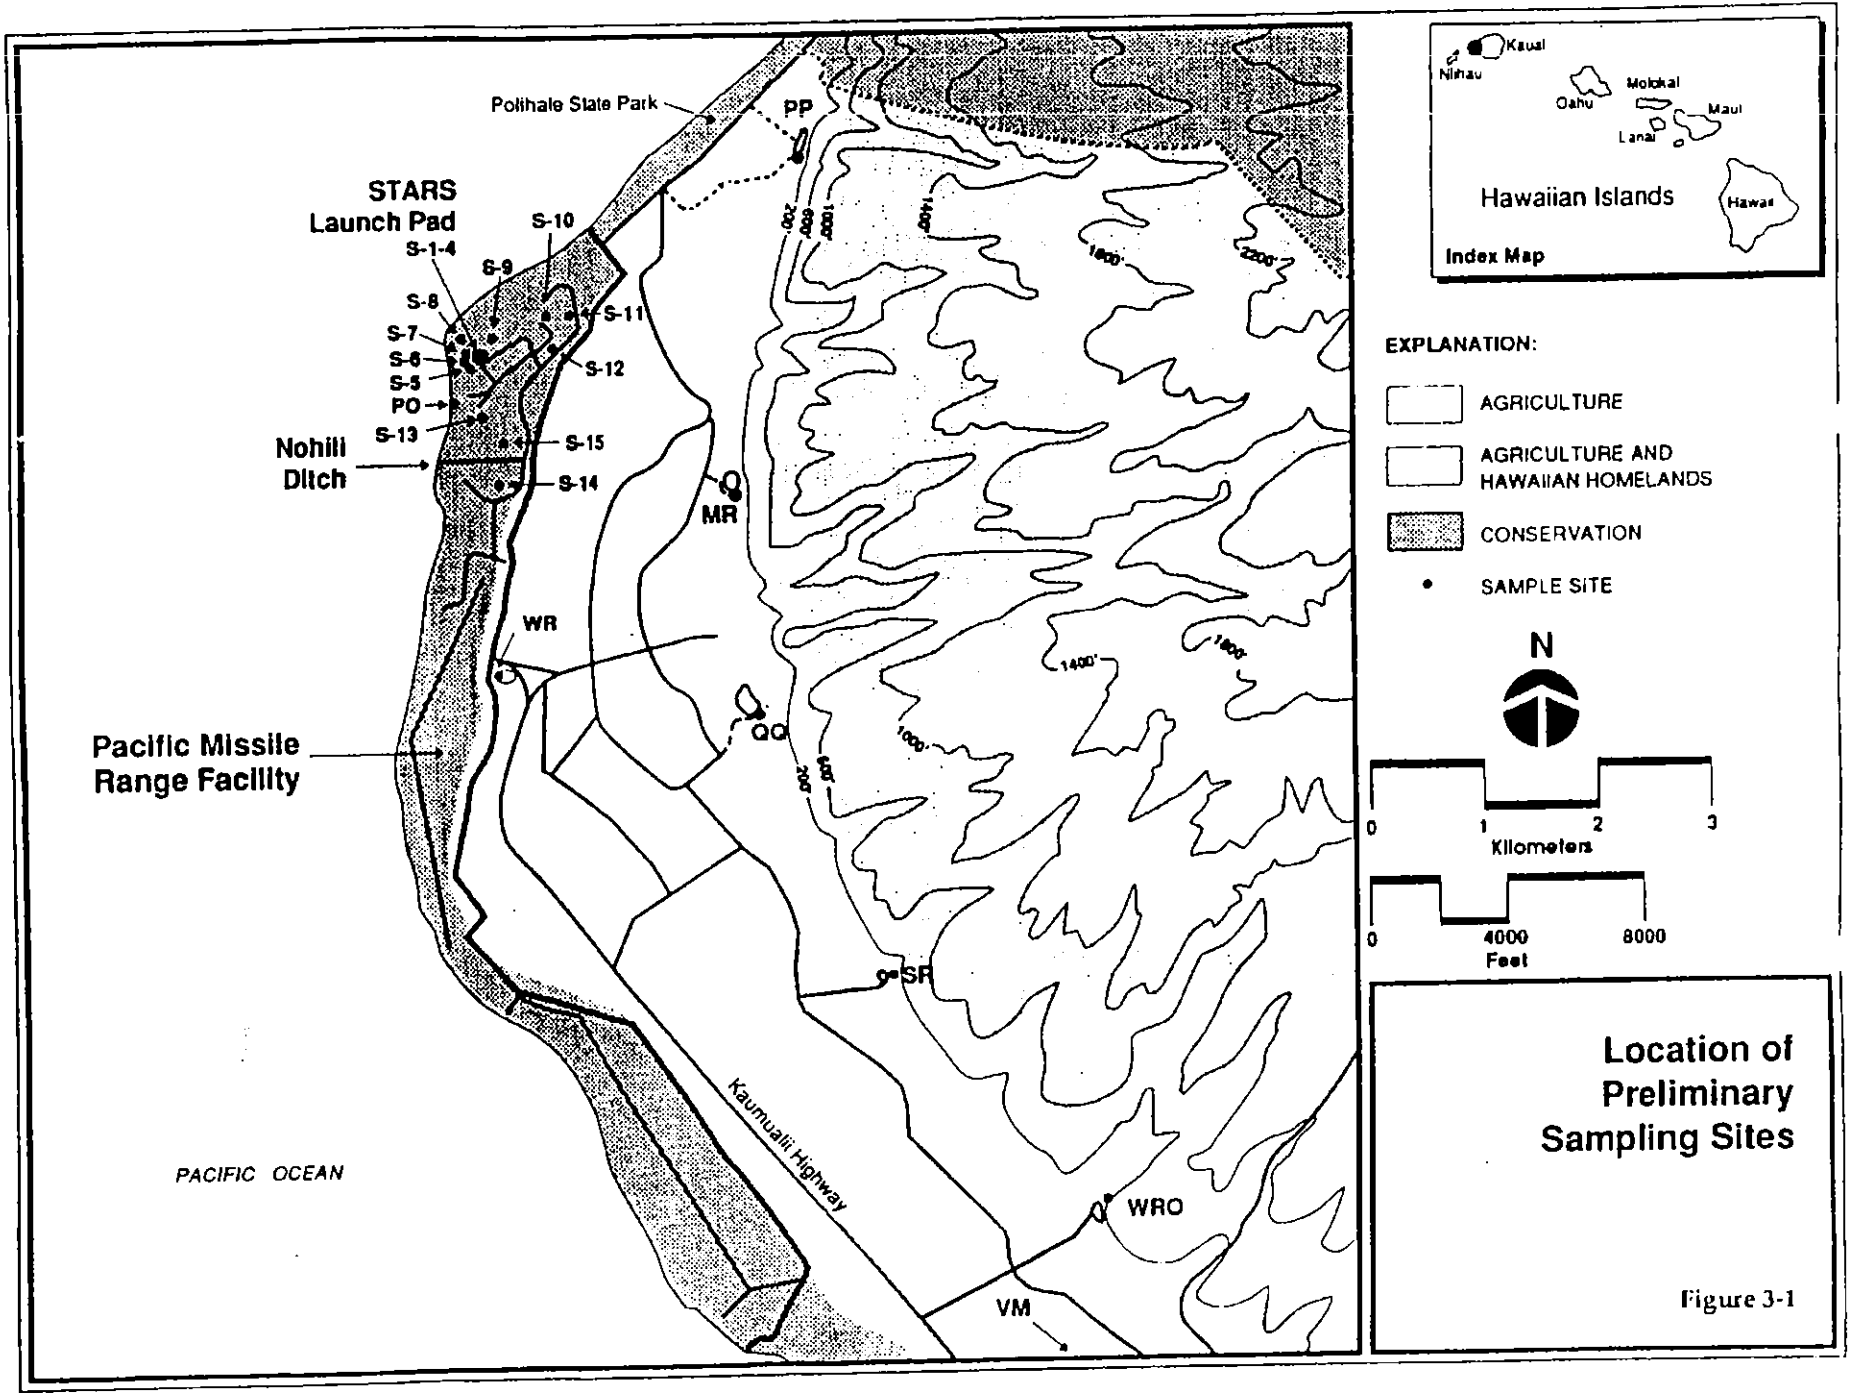 Polihale State Park
PP
STARS
Launch Pad
S-1-4
S-10
S-9
S-8
S-11
S-7
S-6
S-12
S-5
PO
S-13
S-15
Nohili
Ditch
S-14
MR
WR
QQ
Pacific Missile
Range Facility
SR
Kaumualii Highway
PACIFIC OCEAN
WRO
VM
200'
600'
1000'
1400'
1800'
2200'
1400'
1800'
1000'
600'
200'
Kauai
Niihau
Oahu
Molokai
Maui
Lanai
Hawaiian Islands
Hawaii
Index Map
EXPLANATION:
AGRICULTURE
AGRICULTURE AND
HAWAIIAN HOMELANDS
CONSERVATION
SAMPLE SITE
N
0 1 2 3
Kilometers
0 4000 8000
Feet
Location of
Preliminary
Sampling Sites
Figure 3-1